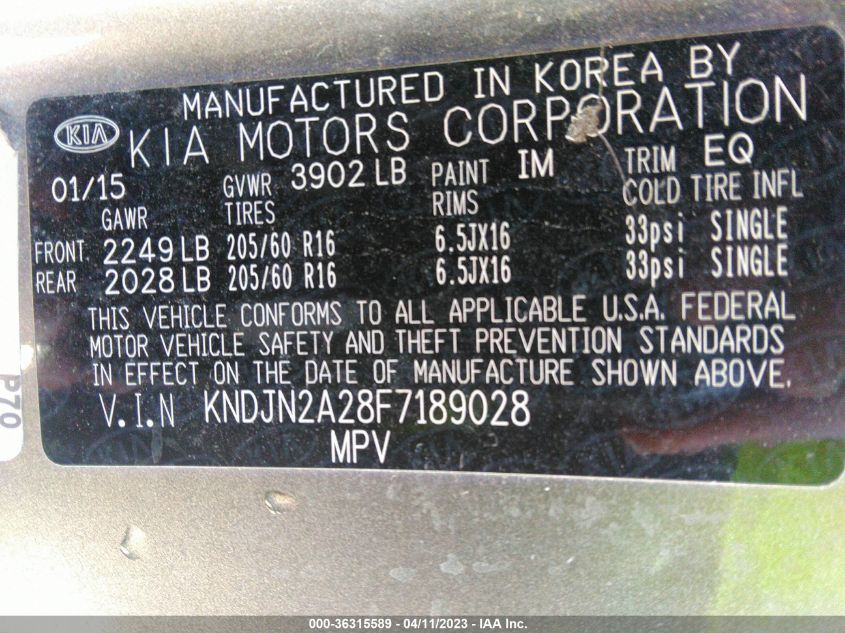 MANUFACTURED IN KOREA BY
KIA KIA MOTORS CORPORATION
01/15 GVWR 3902 LB PAINT IM TRIM EQ
GAWR TIRES RIMS COLD TIRE INFL
FRONT 2249 LB 205/60 R16 6.5JX16 33psi SINGLE
REAR 2028 LB 205/60 R16 6.5JX16 33psi SINGLE
THIS VEHICLE CONFORMS TO ALL APPLICABLE U.S.A. FEDERAL
MOTOR VEHICLE SAFETY AND THEFT PREVENTION STANDARDS
IN EFFECT ON THE DATE OF MANUFACTURE SHOWN ABOVE.
V.I.N KNDJN2A28F7189028
MPV
P70
000-36315589 - 04/11/2023 - IAA Inc.